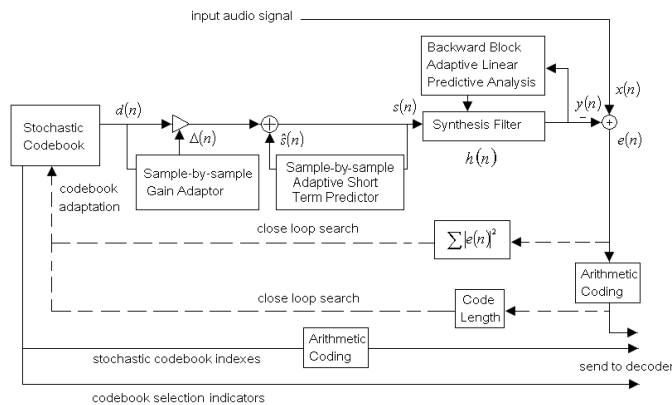 input audio signal
Backward Block
Adaptive Linear
Predictive Analysis
x(n)
d(n)
s(n)
y(n)
Stochastic
Codebook
Δ(n)
ŝ(n)
Synthesis Filter
−
+
e(n)
h(n)
codebook
adaptation
Sample-by-sample
Gain Adaptor
Sample-by-sample
Adaptive Short
Term Predictor
close loop search
∑|e(n)|²
Arithmetic
Coding
close loop search
Code
Length
Arithmetic
Coding
stochastic codebook indexes
send to decoder
codebook selection indicators